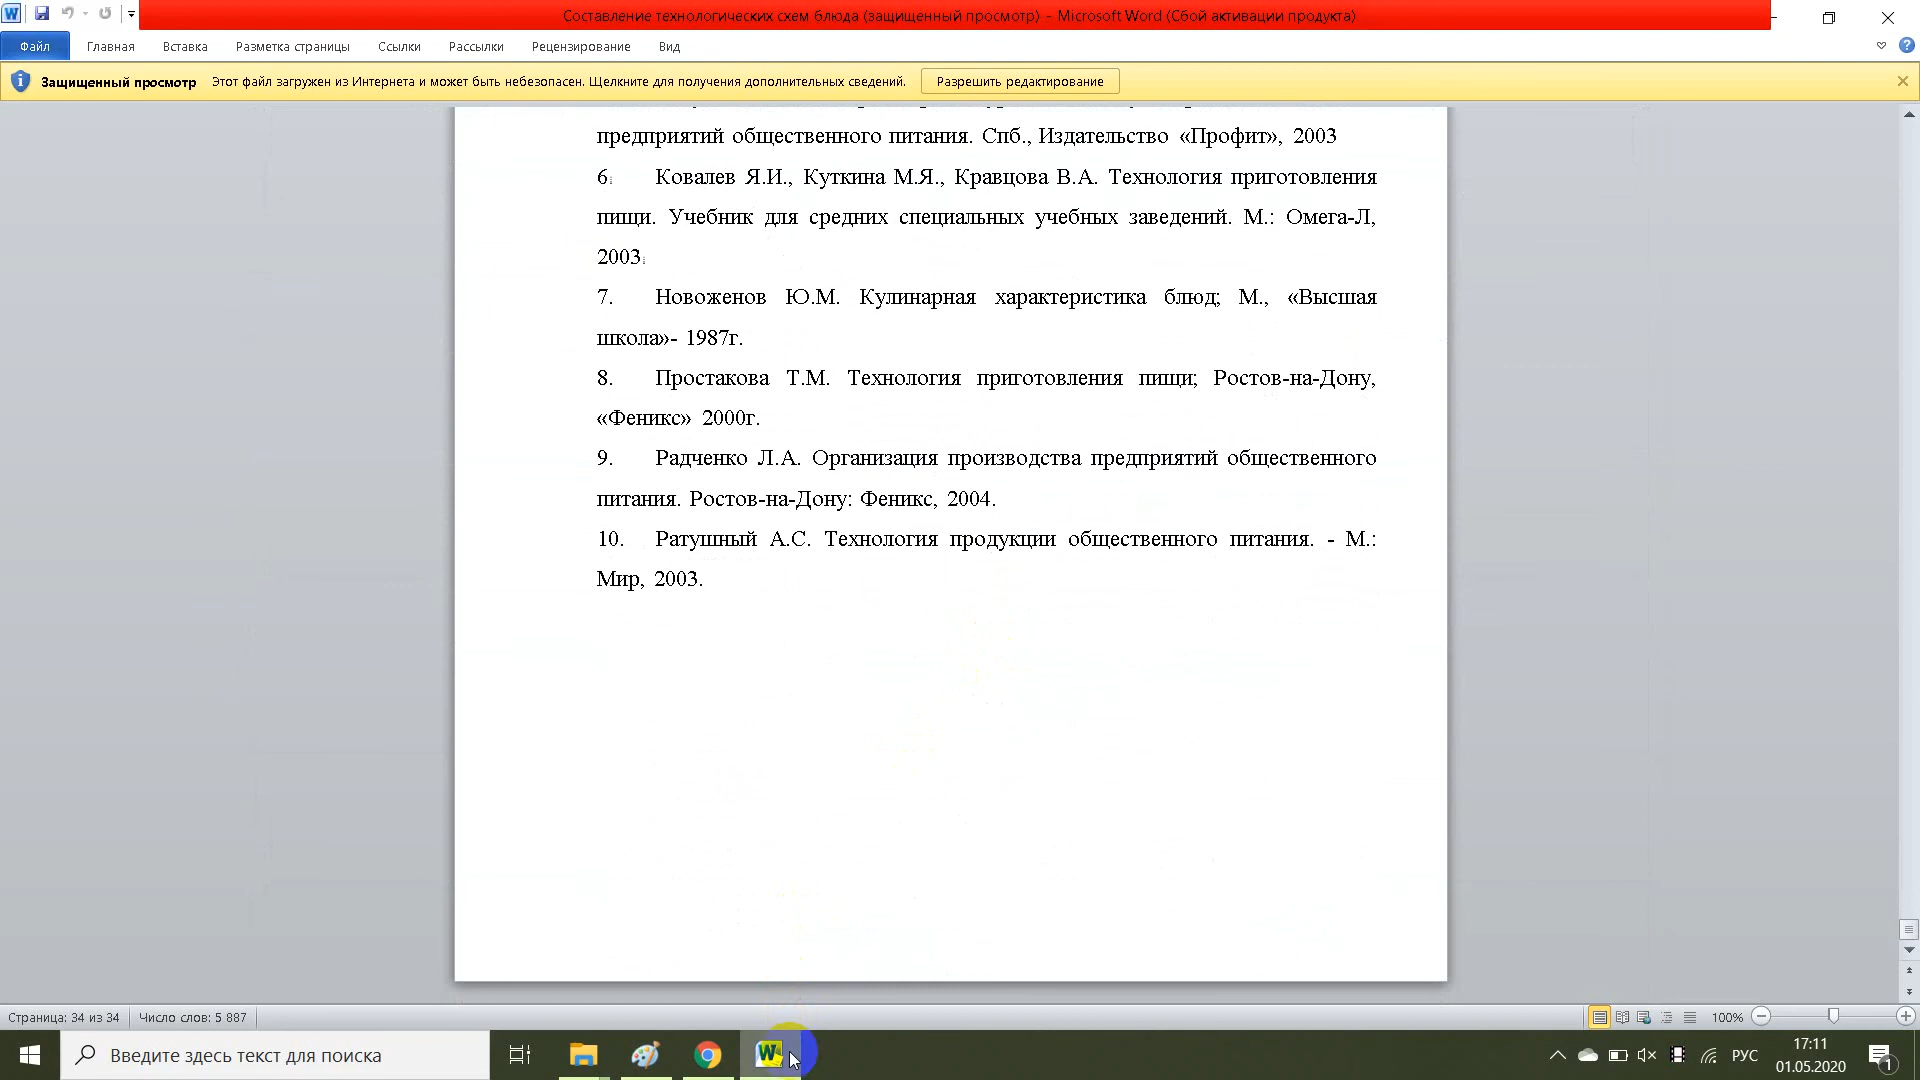 Составление технологических схем блюда (защищенный просмотр) - Microsoft Word (Сбой активации продукта)
Файл Главная Вставка Разметка страницы Ссылки Рассылки Рецензирование Вид
Защищенный просмотр Этот файл загружен из Интернета и может быть небезопасен. Щелкните для получения дополнительных сведений. Разрешить редактирование
предприятий общественного питания. Спб., Издательство «Профит», 2003
6. Ковалев Я.И., Куткина М.Я., Кравцова В.А. Технология приготовления
пищи. Учебник для средних специальных учебных заведений. М.: Омега-Л,
2003.
7. Новоженов Ю.М. Кулинарная характеристика блюд; М., «Высшая
школа»- 1987г.
8. Простакова Т.М. Технология приготовления пищи; Ростов-на-Дону,
«Феникс» 2000г.
9. Радченко Л.А. Организация производства предприятий общественного
питания. Ростов-на-Дону: Феникс, 2004.
10. Ратушный А.С. Технология продукции общественного питания. - М.:
Мир, 2003.
Страница: 34 из 34 Число слов: 5 887 100%
Введите здесь текст для поиска
РУС
17:11
01.05.2020
1